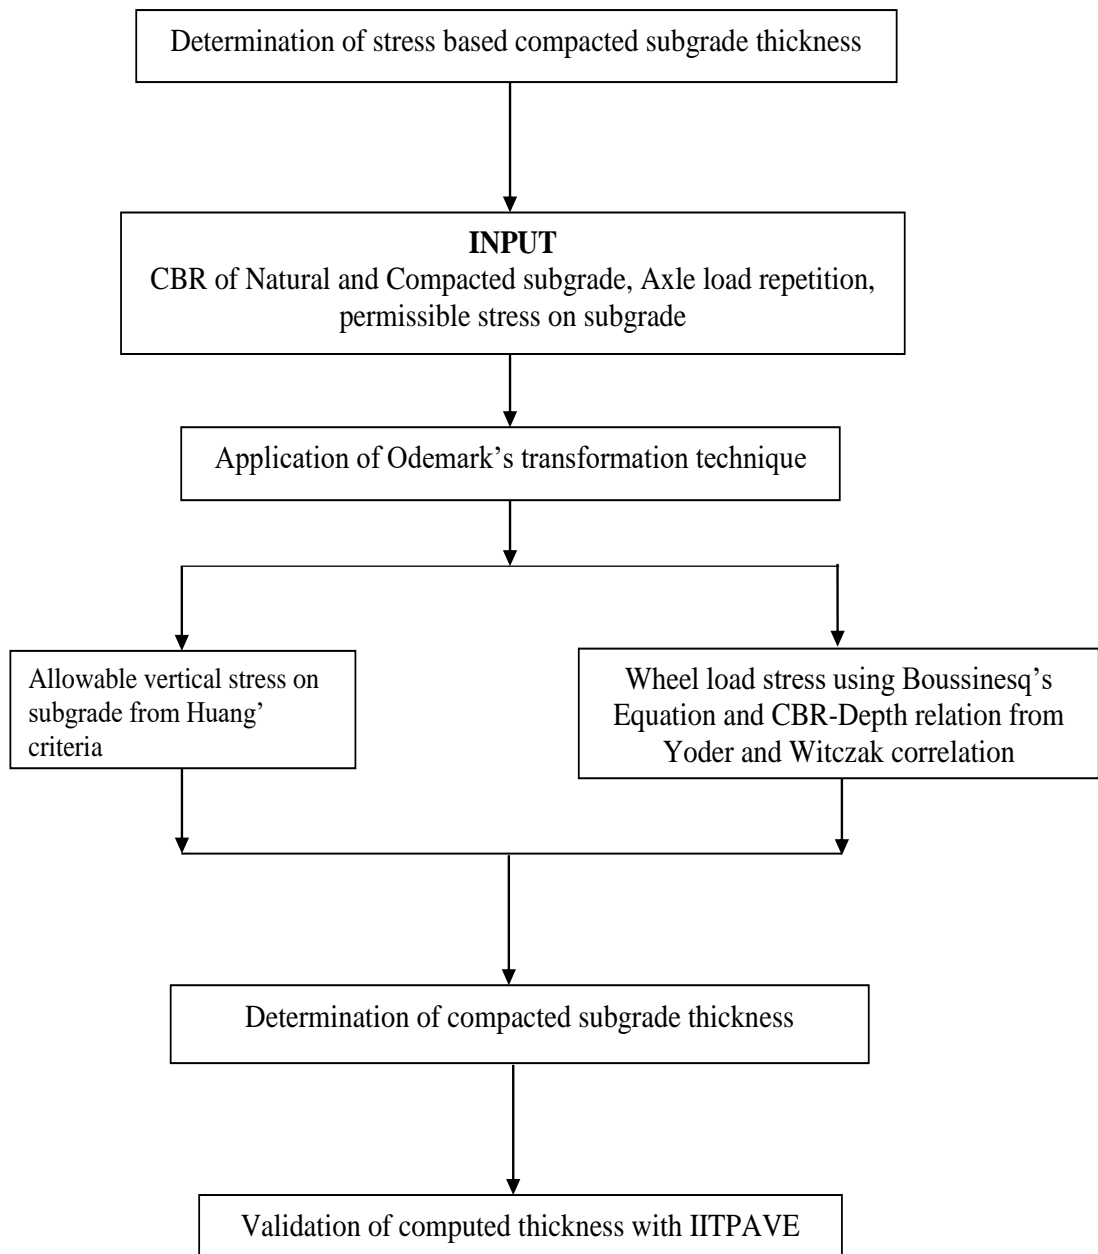 Determination of stress based compacted subgrade thickness
INPUT
CBR of Natural and Compacted subgrade, Axle load repetition,
permissible stress on subgrade
Application of Odemark’s transformation technique
Allowable vertical stress on
subgrade from Huang’
criteria
Wheel load stress using Boussinesq’s
Equation and CBR-Depth relation from
Yoder and Witczak correlation
Determination of compacted subgrade thickness
Validation of computed thickness with IITPAVE